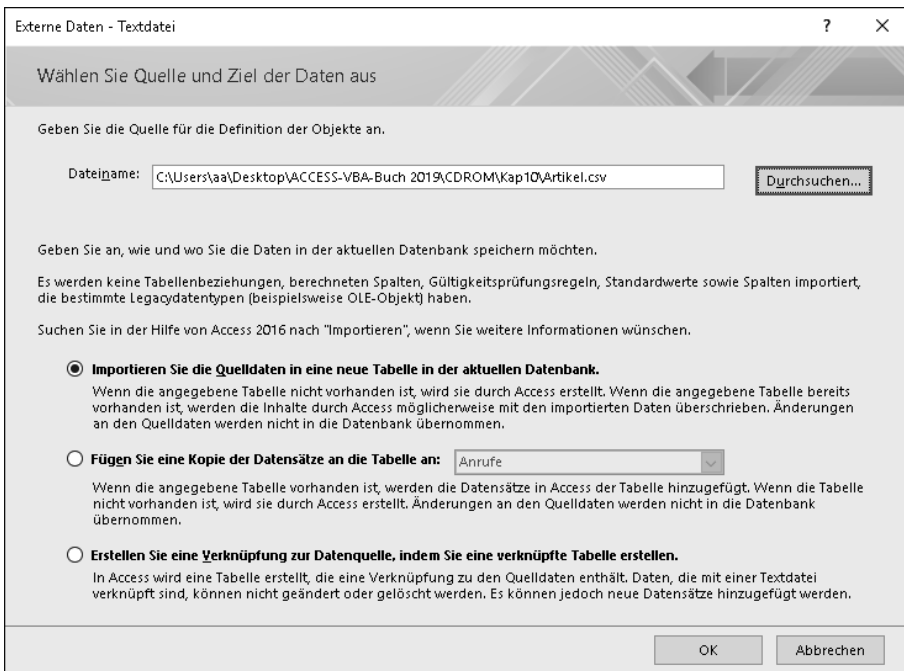 Externe Daten - Textdatei
?
Wählen Sie Quelle und Ziel der Daten aus
Geben Sie die Quelle für die Definition der Objekte an.
Dateiname: C:\Users\aa\Desktop\ACCESS-VBA-Buch 2019\CDROM\Kap10\Artikel.csv Durchsuchen...
Geben Sie an, wie und wo Sie die Daten in der aktuellen Datenbank speichern möchten.
Es werden keine Tabellenbeziehungen, berechneten Spalten, Gültigkeitsprüfungsregeln, Standardwerte sowie Spalten importiert,
die bestimmte Legacydatentypen (beispielsweise OLE-Objekt) haben.
Suchen Sie in der Hilfe von Access 2016 nach "Importieren", wenn Sie weitere Informationen wünschen.
Importieren Sie die Quelldaten in eine neue Tabelle in der aktuellen Datenbank.
Wenn die angegebene Tabelle nicht vorhanden ist, wird sie durch Access erstellt. Wenn die angegebene Tabelle bereits
vorhanden ist, werden die Inhalte durch Access möglicherweise mit den importierten Daten überschrieben. Änderungen
an den Quelldaten werden nicht in die Datenbank übernommen.
Fügen Sie eine Kopie der Datensätze an die Tabelle an: Anrufe
Wenn die angegebene Tabelle vorhanden ist, werden die Datensätze in Access der Tabelle hinzugefügt. Wenn die Tabelle
nicht vorhanden ist, wird sie durch Access erstellt. Änderungen an den Quelldaten werden nicht in die Datenbank
übernommen.
Erstellen Sie eine Verknüpfung zur Datenquelle, indem Sie eine verknüpfte Tabelle erstellen.
In Access wird eine Tabelle erstellt, die eine Verknüpfung zu den Quelldaten enthält. Daten, die mit einer Textdatei
verknüpft sind, können nicht geändert oder gelöscht werden. Es können jedoch neue Datensätze hinzugefügt werden.
OK Abbrechen